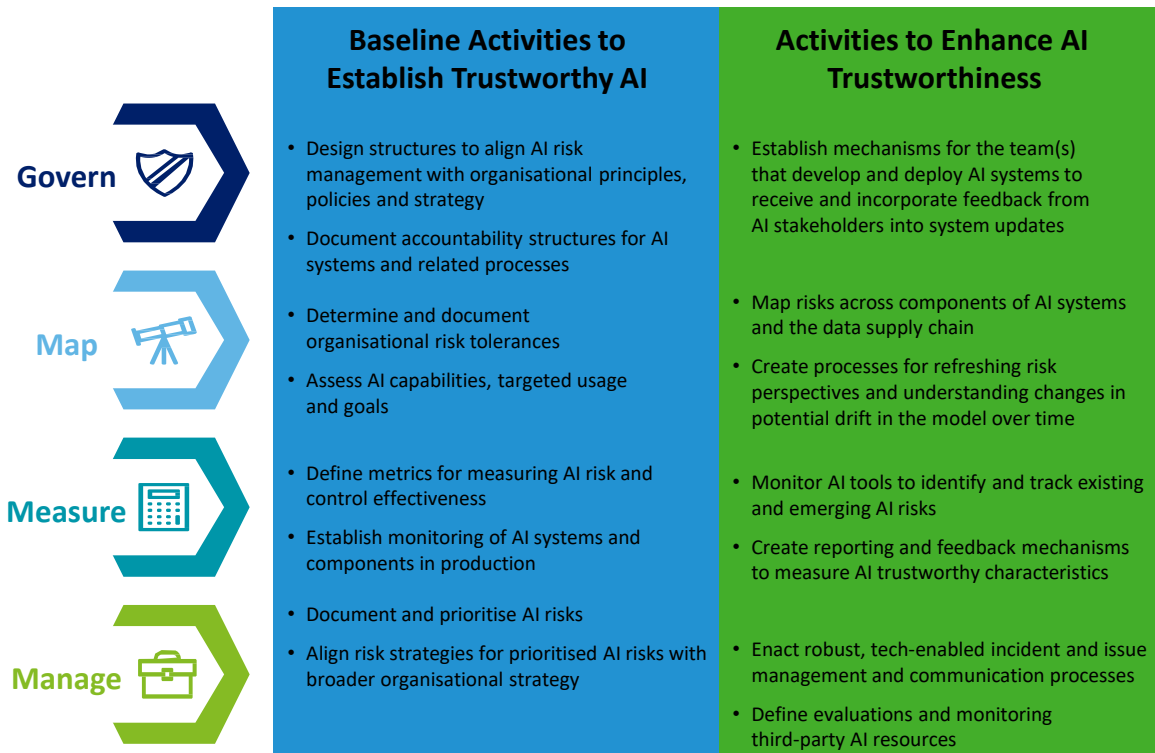 Baseline Activities to
Establish Trustworthy AI
Activities to Enhance AI
Trustworthiness
Govern
• Design structures to align AI risk
management with organisational principles,
policies and strategy
• Document accountability structures for AI
systems and related processes
• Establish mechanisms for the team(s)
that develop and deploy AI systems to
receive and incorporate feedback from
AI stakeholders into system updates
Map
• Determine and document
organisational risk tolerances
• Assess AI capabilities, targeted usage
and goals
• Map risks across components of AI systems
and the data supply chain
• Create processes for refreshing risk
perspectives and understanding changes in
potential drift in the model over time
Measure
• Define metrics for measuring AI risk and
control effectiveness
• Establish monitoring of AI systems and
components in production
• Monitor AI tools to identify and track existing
and emerging AI risks
• Create reporting and feedback mechanisms
to measure AI trustworthy characteristics
Manage
• Document and prioritise AI risks
• Align risk strategies for prioritised AI risks with
broader organisational strategy
• Enact robust, tech-enabled incident and issue
management and communication processes
• Define evaluations and monitoring
third-party AI resources